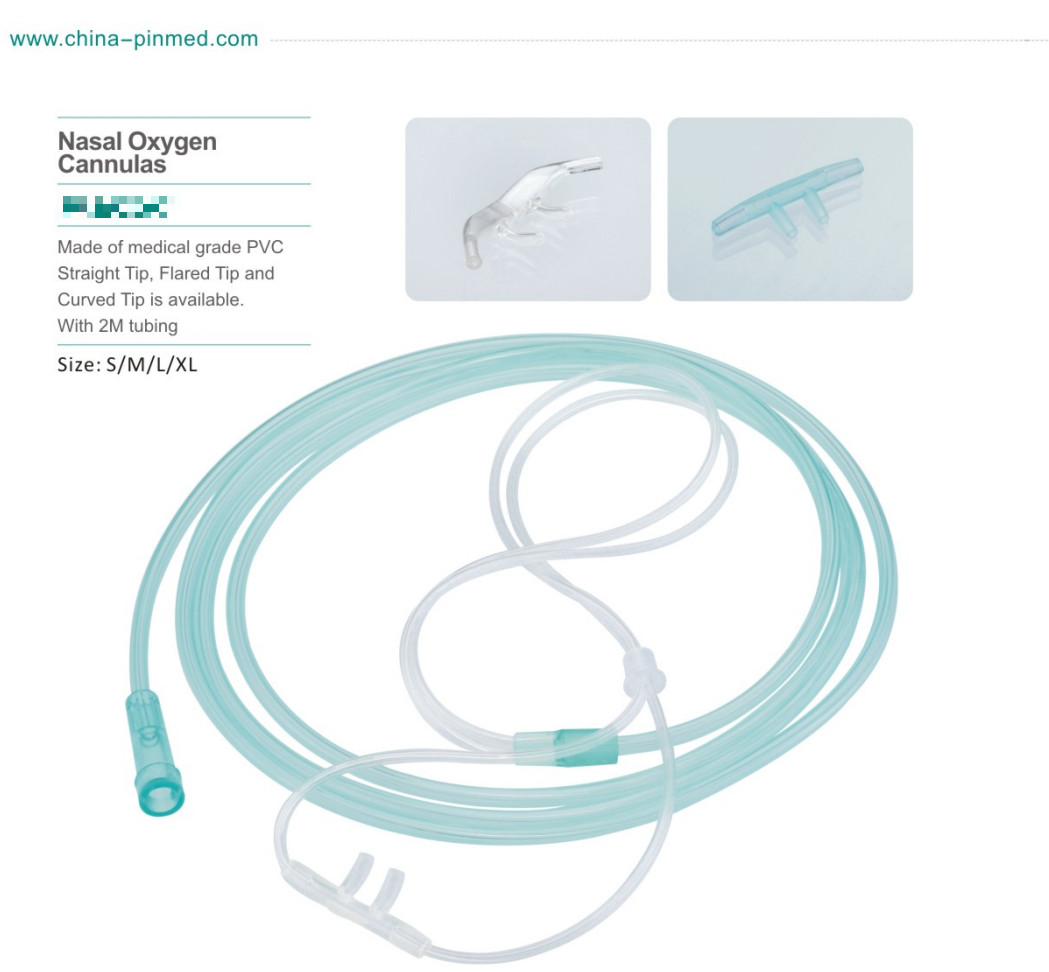 www.china-pinmed.com
Nasal Oxygen
Cannulas
Made of medical grade PVC
Straight Tip, Flared Tip and
Curved Tip is available.
With 2M tubing
Size: S/M/L/XL